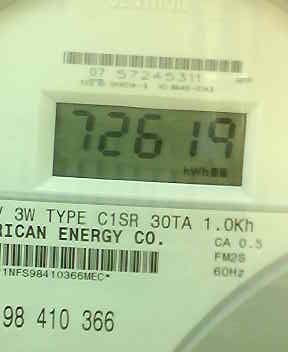 07 57245311
72619
kWh
V 3W TYPE C1SR 30TA 1.0Kh
RICAN ENERGY CO.
CA 0.5
FM2S
60Hz
1NFS98410366MEC*
98 410 366